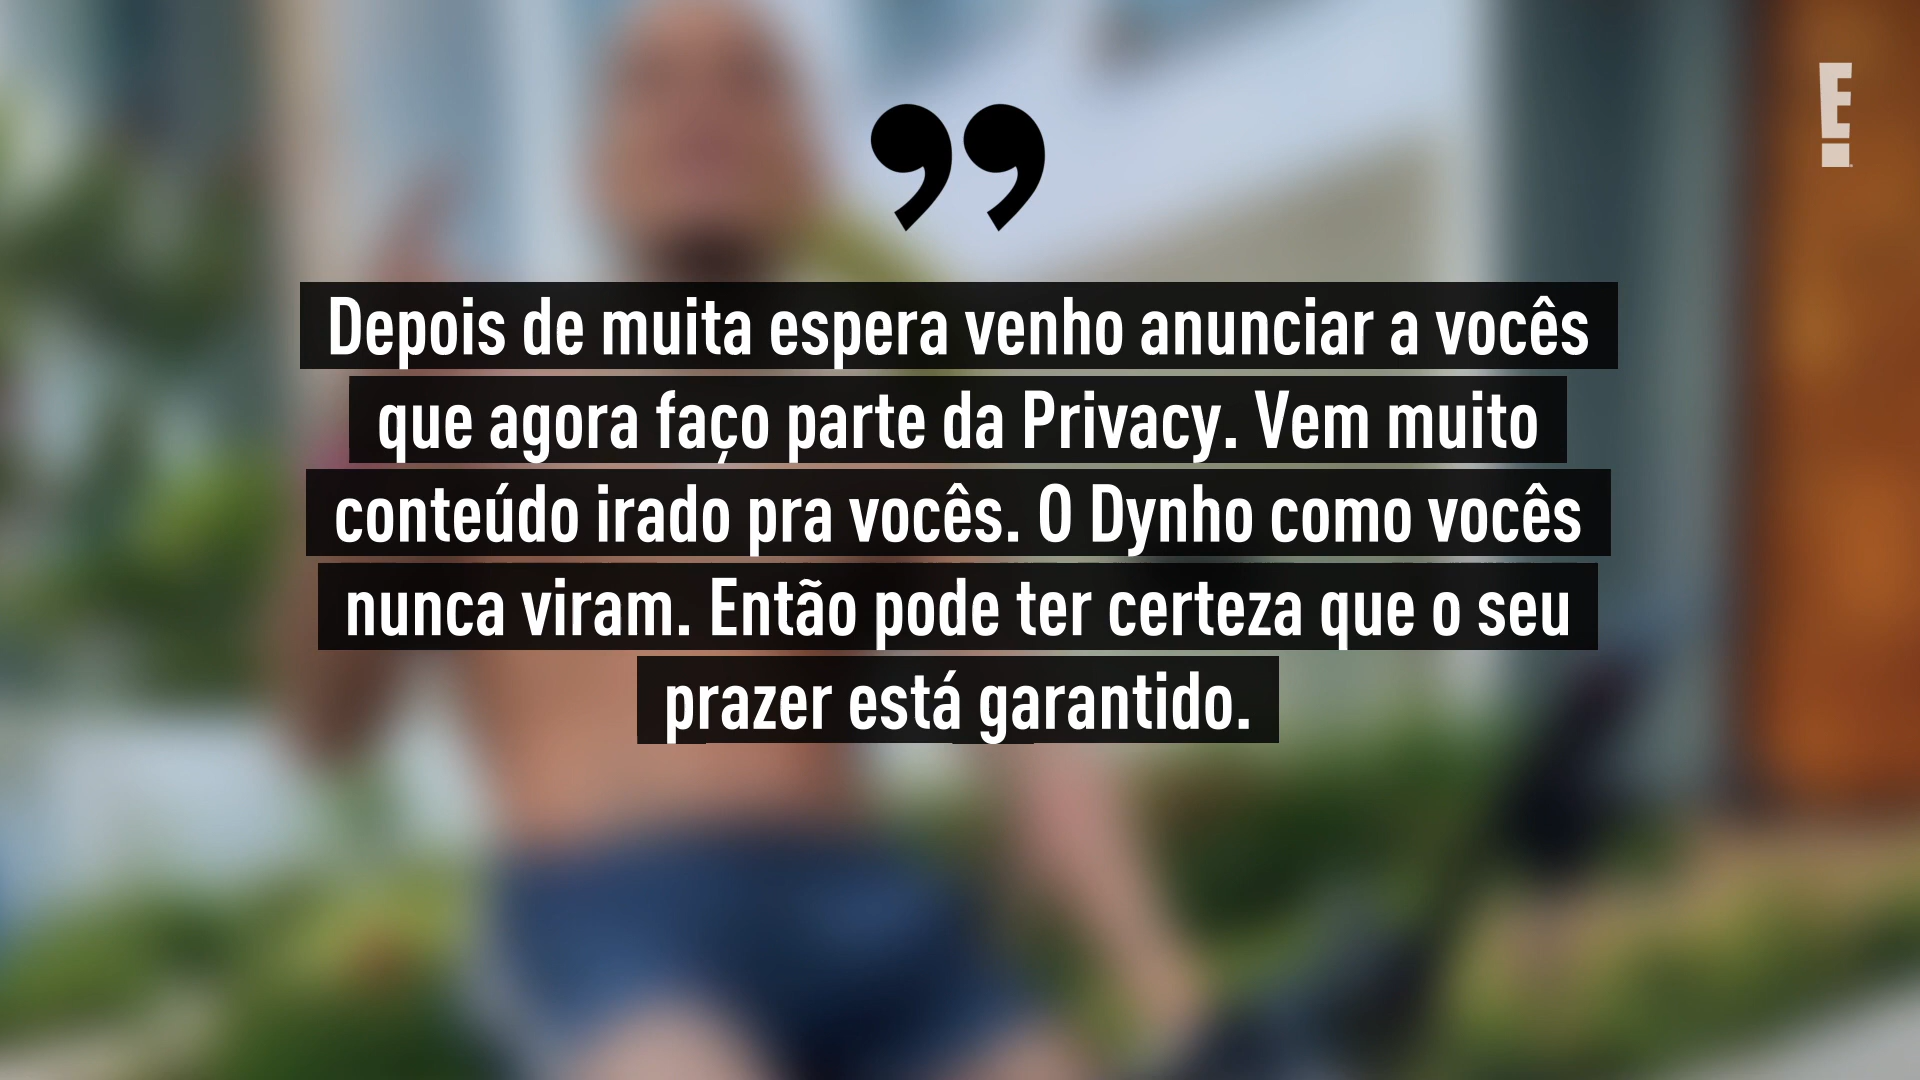 E!
”
Depois de muita espera venho anunciar a vocês
que agora faço parte da Privacy. Vem muito
conteúdo irado pra vocês. O Dynho como vocês
nunca viram. Então pode ter certeza que o seu
prazer está garantido.